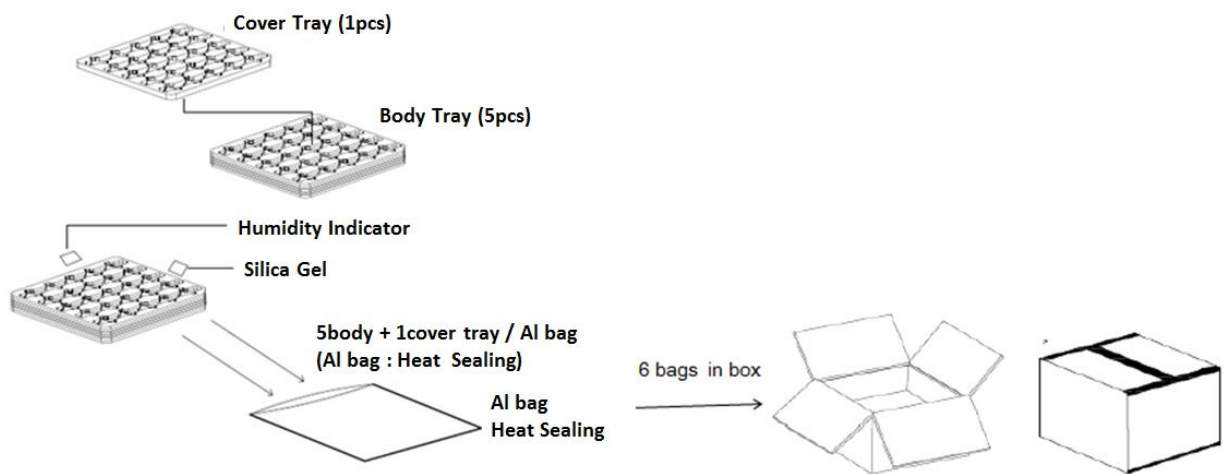 Cover Tray (1pcs)
Body Tray (5pcs)
Humidity Indicator
Silica Gel
5body + 1cover tray / Al bag
(Al bag : Heat Sealing)
Al bag
Heat Sealing
6 bags in box